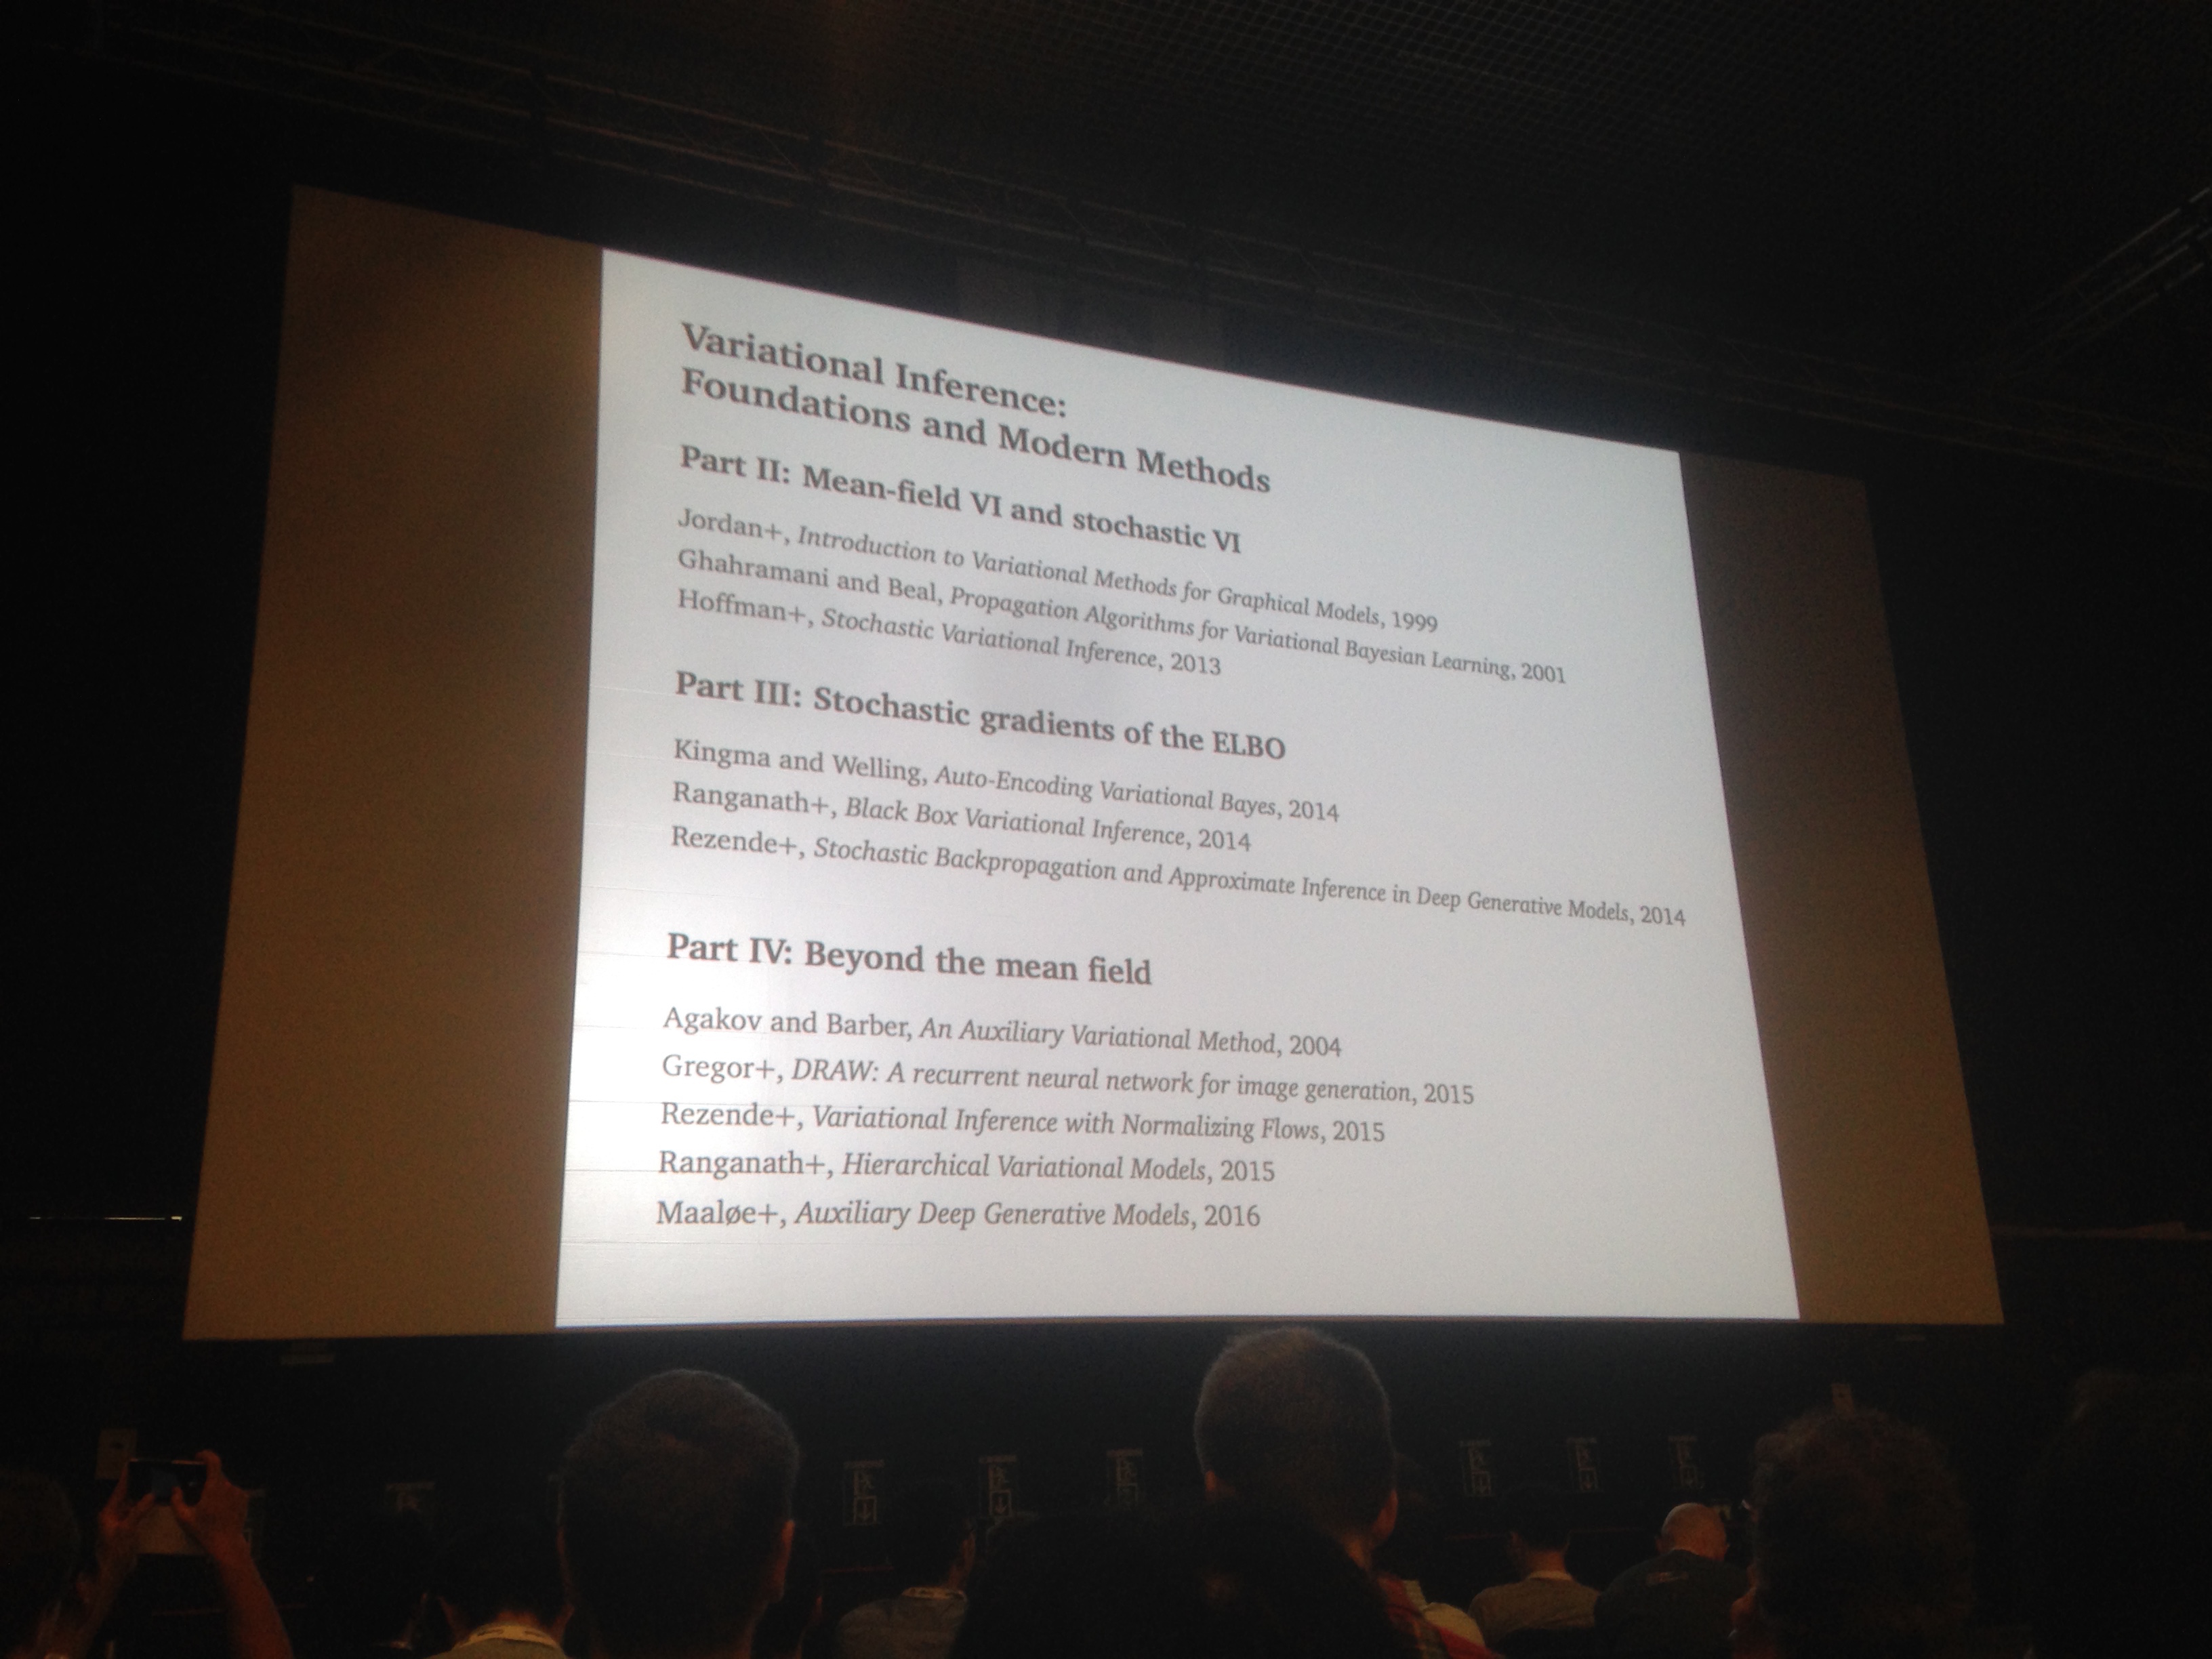 Variational Inference:
Foundations and Modern Methods
Part II: Mean-field VI and stochastic VI
Jordan+, Introduction to Variational Methods for Graphical Models, 1999
Ghahramani and Beal, Propagation Algorithms for Variational Bayesian Learning, 2001
Hoffman+, Stochastic Variational Inference, 2013
Part III: Stochastic gradients of the ELBO
Kingma and Welling, Auto-Encoding Variational Bayes, 2014
Ranganath+, Black Box Variational Inference, 2014
Rezende+, Stochastic Backpropagation and Approximate Inference in Deep Generative Models, 2014
Part IV: Beyond the mean field
Agakov and Barber, An Auxiliary Variational Method, 2004
Gregor+, DRAW: A recurrent neural network for image generation, 2015
Rezende+, Variational Inference with Normalizing Flows, 2015
Ranganath+, Hierarchical Variational Models, 2015
Maaløe+, Auxiliary Deep Generative Models, 2016